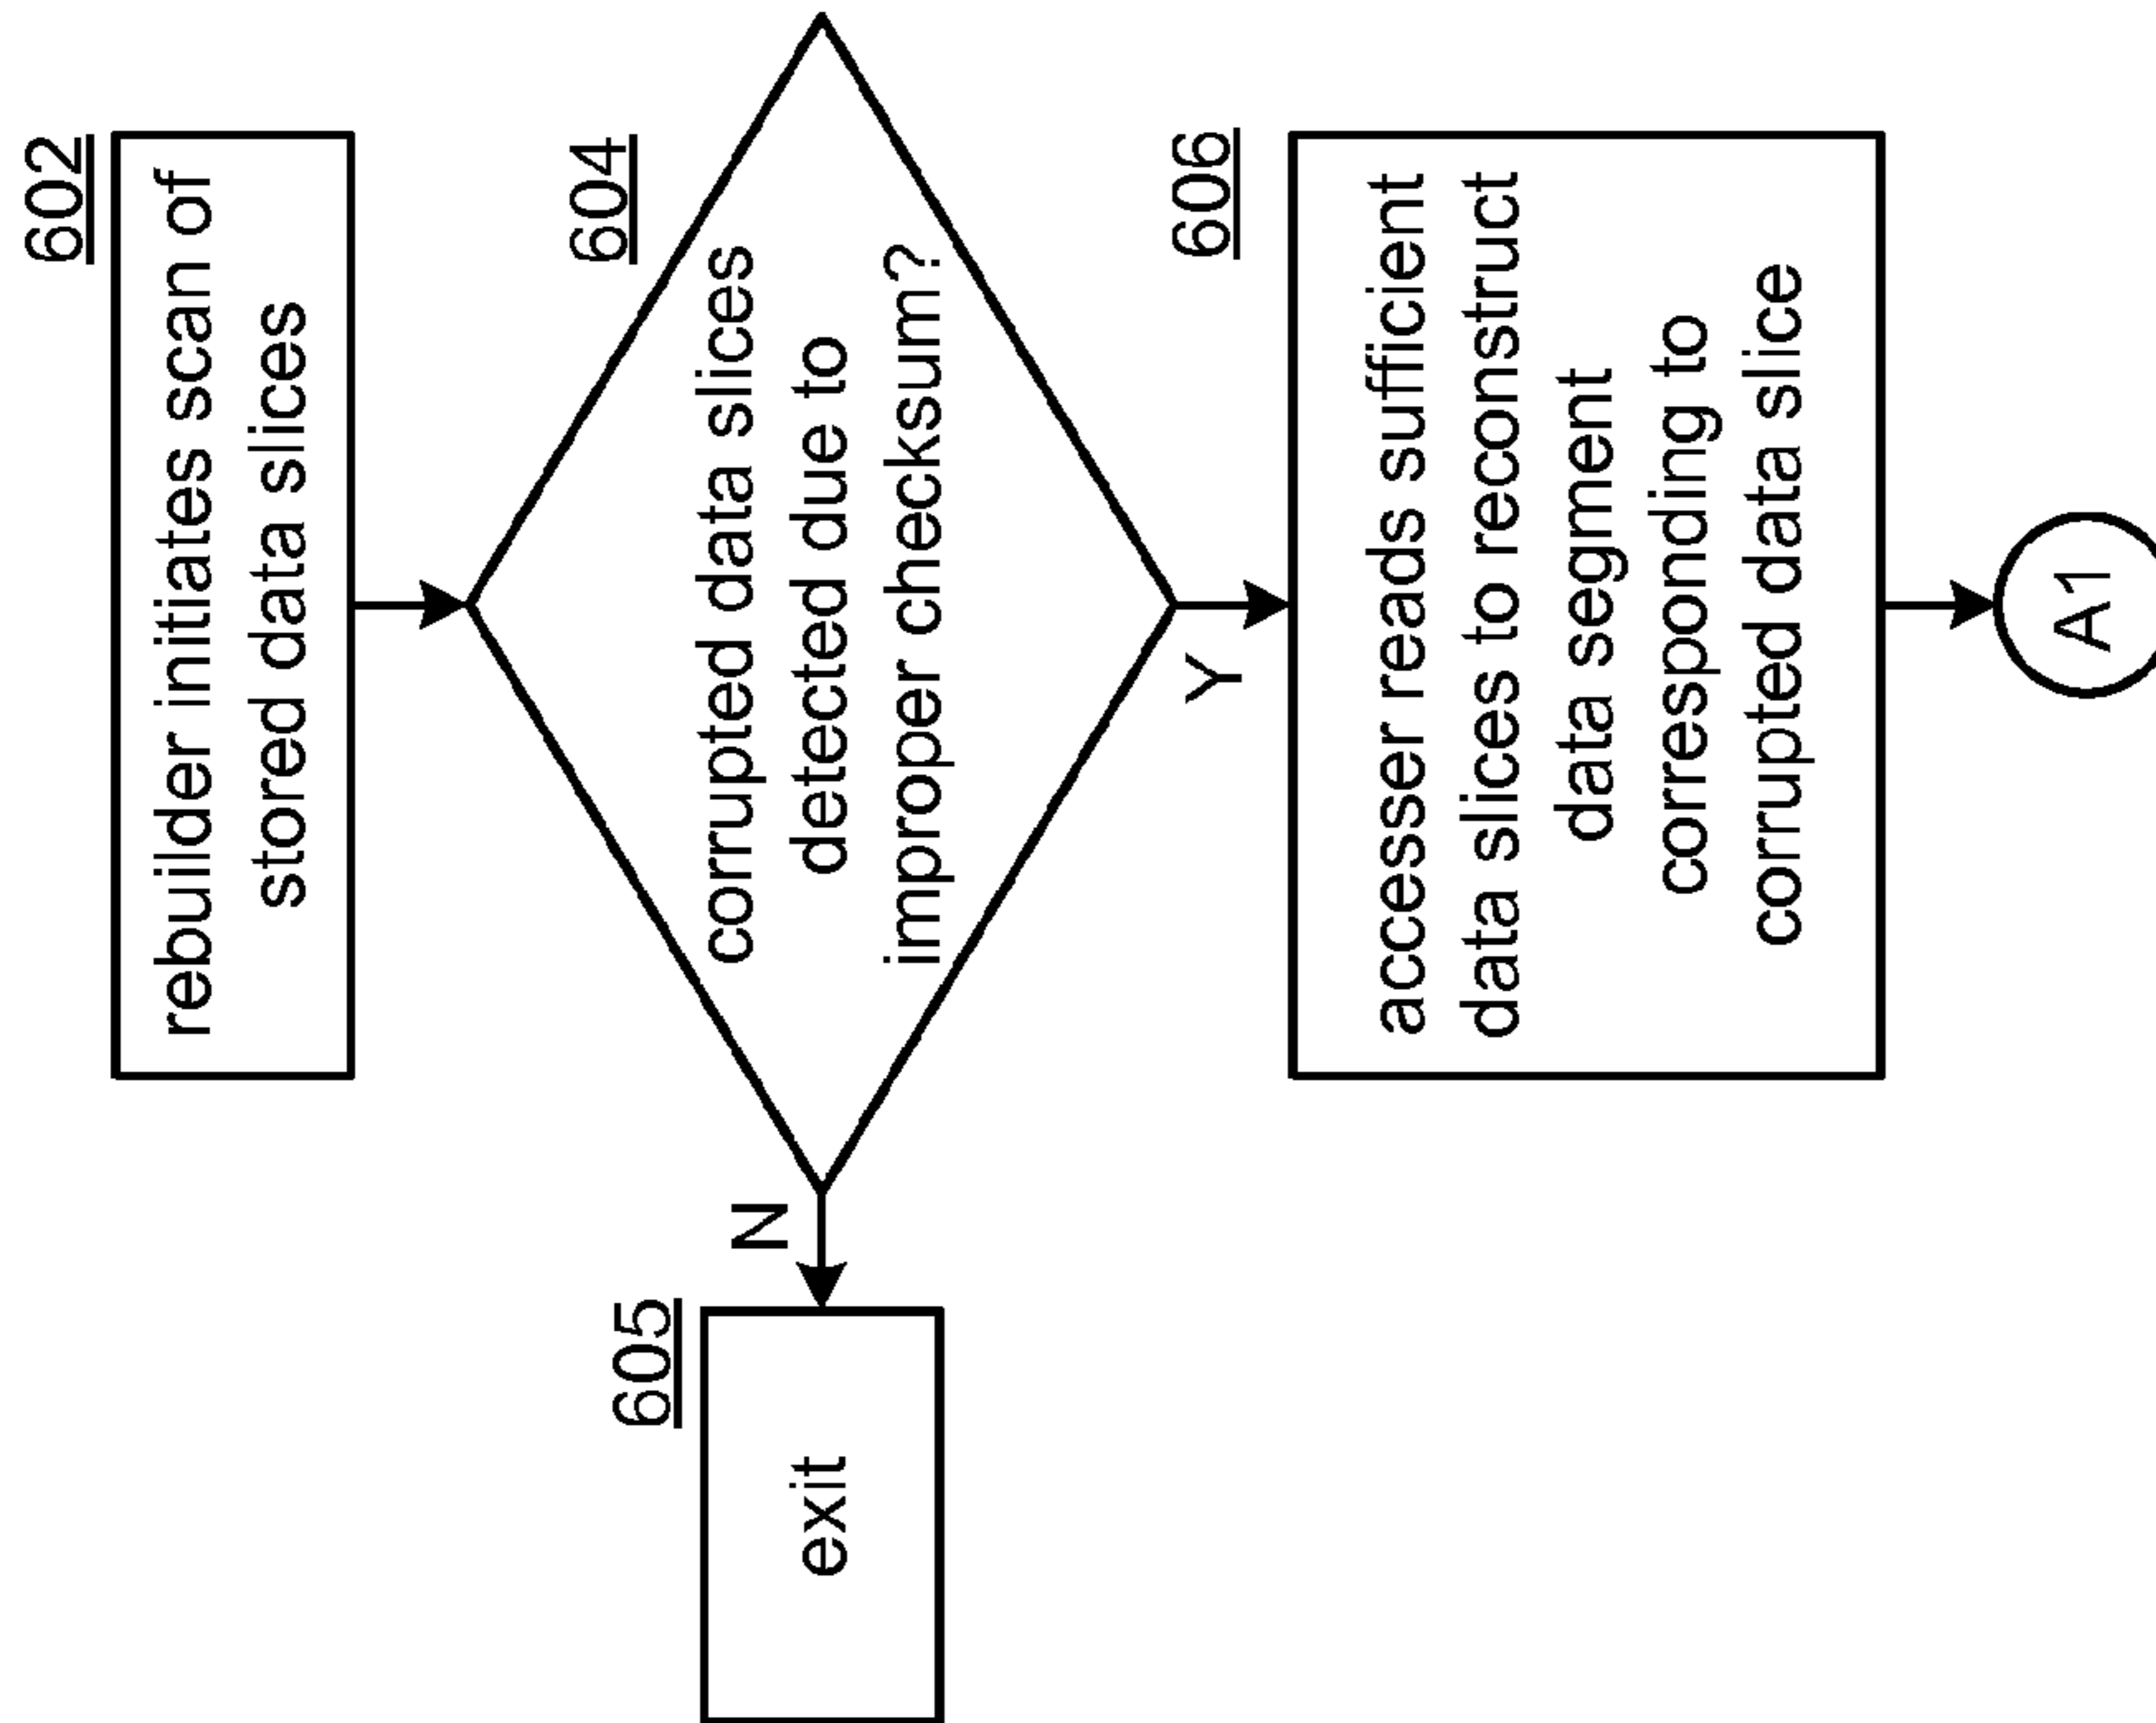 602
rebuilder initiates scan of
stored data slices
604
corrupted data slices
detected due to
improper checksum?
N
605
exit
Y
606
accesser reads sufficient
data slices to reconstruct
data segment
corresponding to
corrupted data slice
A1